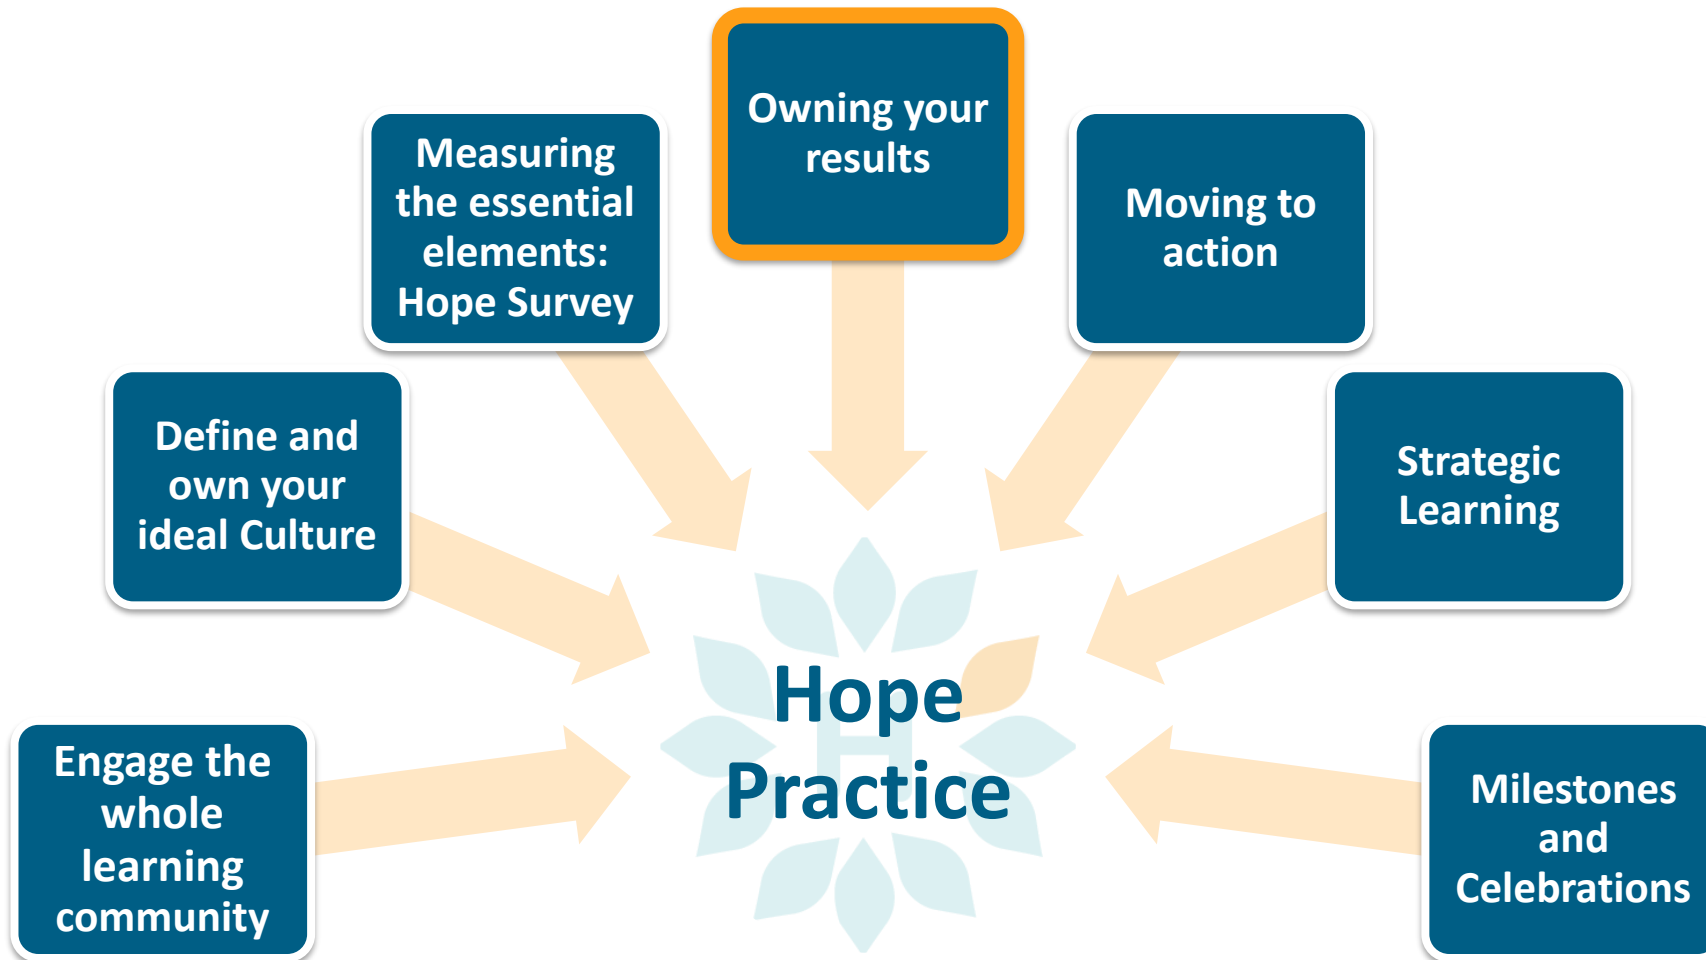 Owning your
results
Measuring
the essential
elements:
Hope Survey
Moving to
action
Define and
own your
ideal Culture
Strategic
Learning
Engage the
whole
learning
community
Milestones
and
Celebrations
H
Hope
Practice